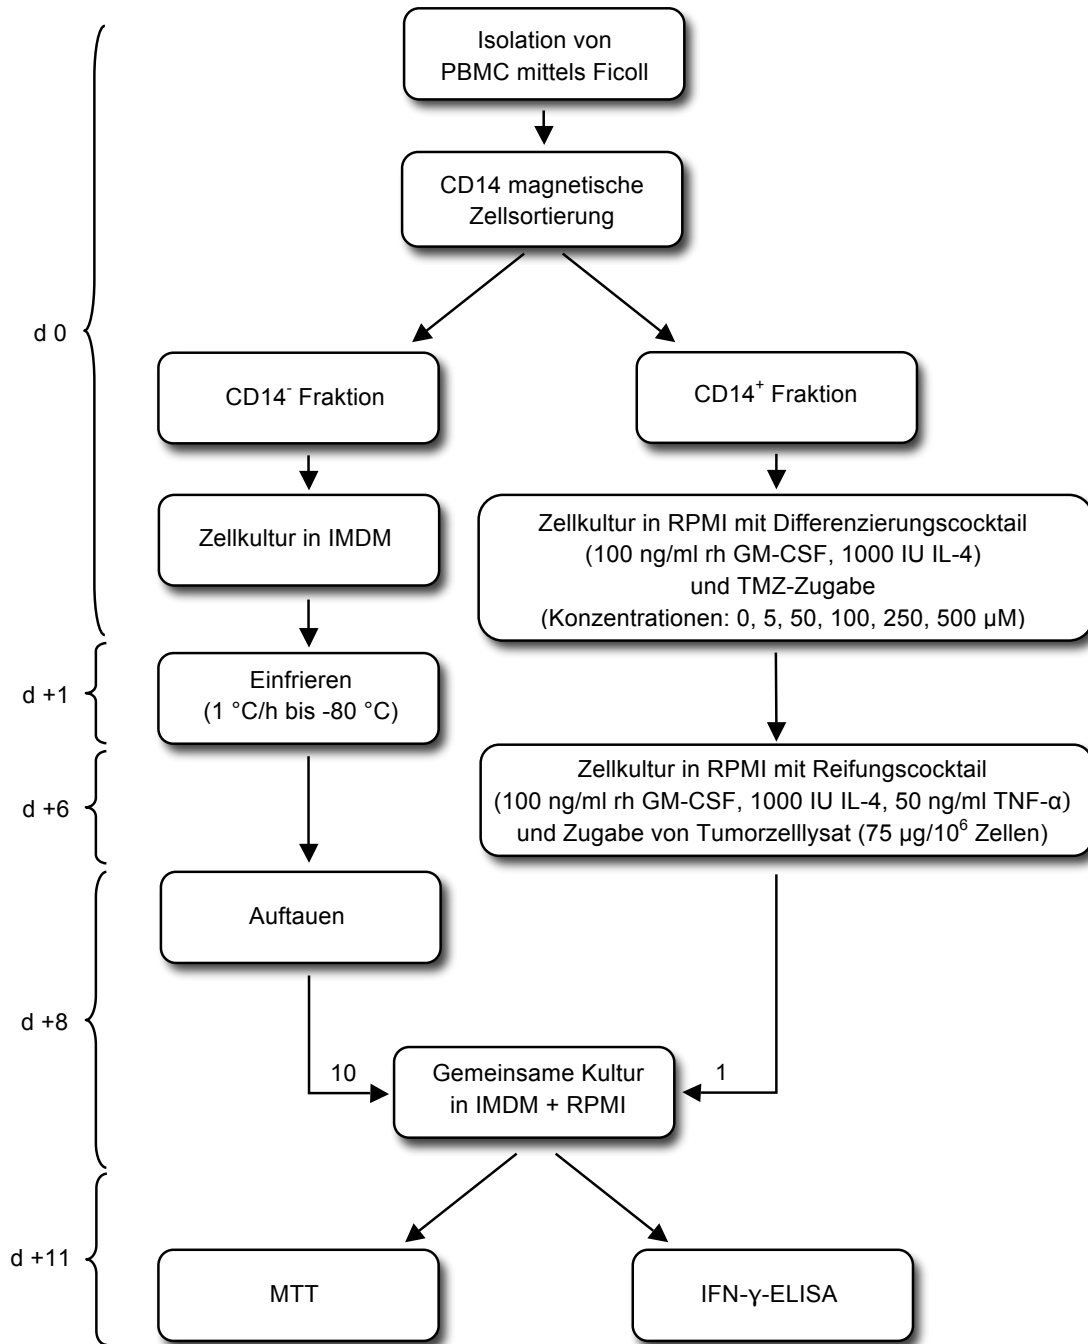 Isolation von
PBMC mittels Ficoll
CD14 magnetische
Zellsortierung
d 0
CD14⁻ Fraktion
CD14⁺ Fraktion
Zellkultur in IMDM
Zellkultur in RPMI mit Differenzierungscocktail
(100 ng/ml rh GM-CSF, 1000 IU IL-4)
und TMZ-Zugabe
(Konzentrationen: 0, 5, 50, 100, 250, 500 µM)
d +1
Einfrieren
(1 °C/h bis -80 °C)
d +6
Zellkultur in RPMI mit Reifungscocktail
(100 ng/ml rh GM-CSF, 1000 IU IL-4, 50 ng/ml TNF-α)
und Zugabe von Tumorzelllysat (75 µg/10⁶ Zellen)
Auftauen
d +8
10
Gemeinsame Kultur
in IMDM + RPMI
1
d +11
MTT
IFN-γ-ELISA